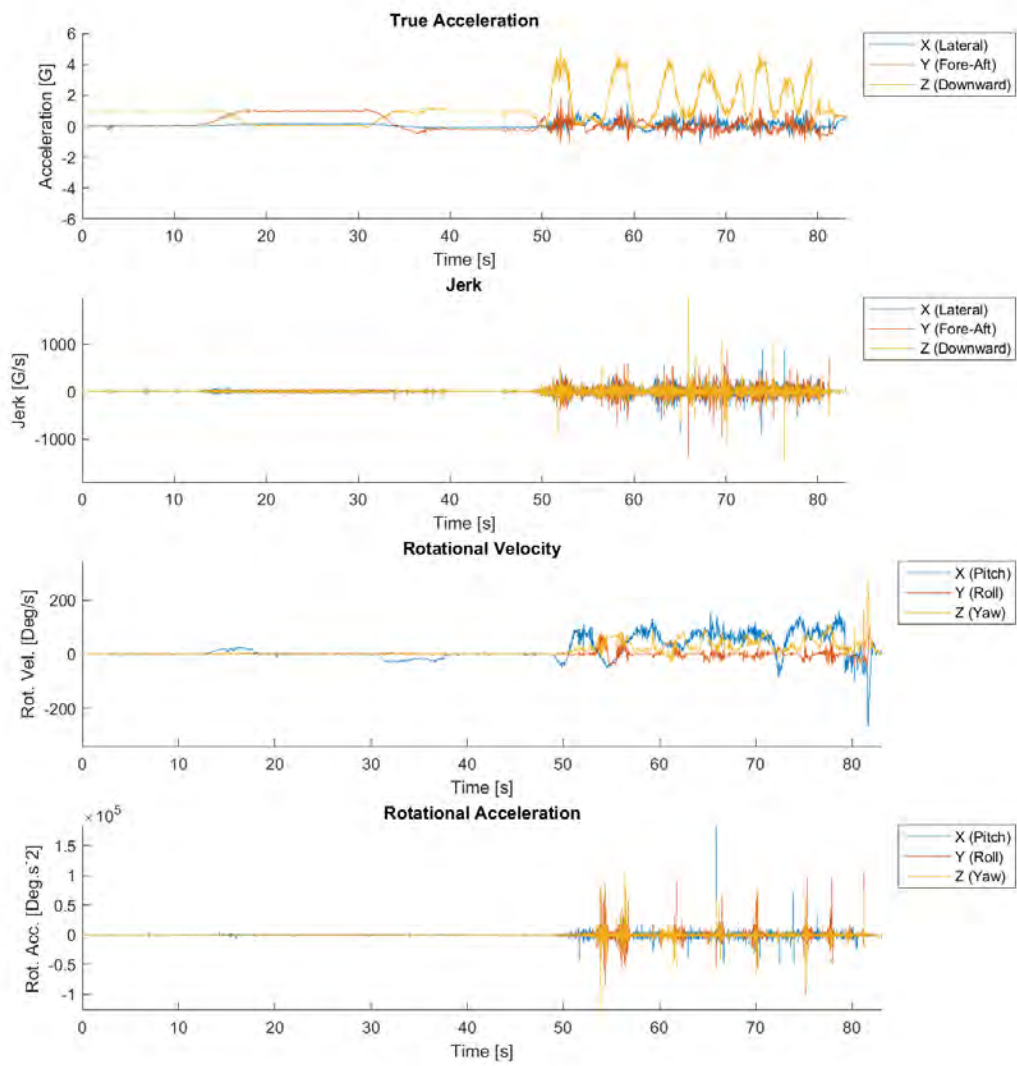 True Acceleration
6
4
2
0
-2
-4
-6
Acceleration [G]
0 10 20 30 40 50 60 70 80
Time [s]
X (Lateral)
Y (Fore-Aft)
Z (Downward)
Jerk
1000
0
-1000
Jerk [G/s]
0 10 20 30 40 50 60 70 80
Time [s]
X (Lateral)
Y (Fore-Aft)
Z (Downward)
Rotational Velocity
200
0
-200
Rot. Vel. [Deg/s]
0 10 20 30 40 50 60 70 80
Time [s]
X (Pitch)
Y (Roll)
Z (Yaw)
Rotational Acceleration
×10^5
1.5
1
0.5
0
-0.5
-1
Rot. Acc. [Deg.s^2]
0 10 20 30 40 50 60 70 80
Time [s]
X (Pitch)
Y (Roll)
Z (Yaw)